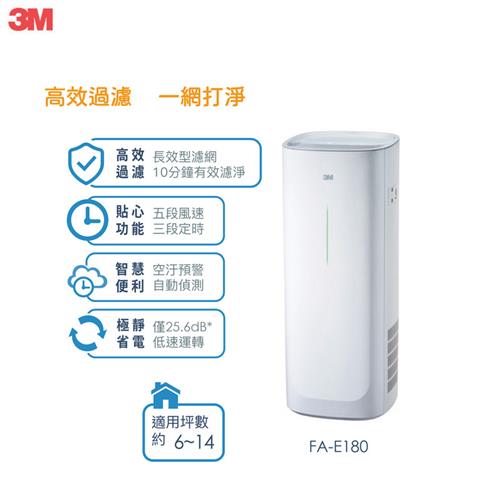 3M
高效過濾 一網打淨
高效 長效型濾網
過濾 10分鐘有效濾淨
貼心 五段風速
功能 三段定時
智慧 空汙預警
便利 自動偵測
極靜 僅25.6dB*
省電 低速運轉
適用坪數
約 6~14
3M
FA-E180